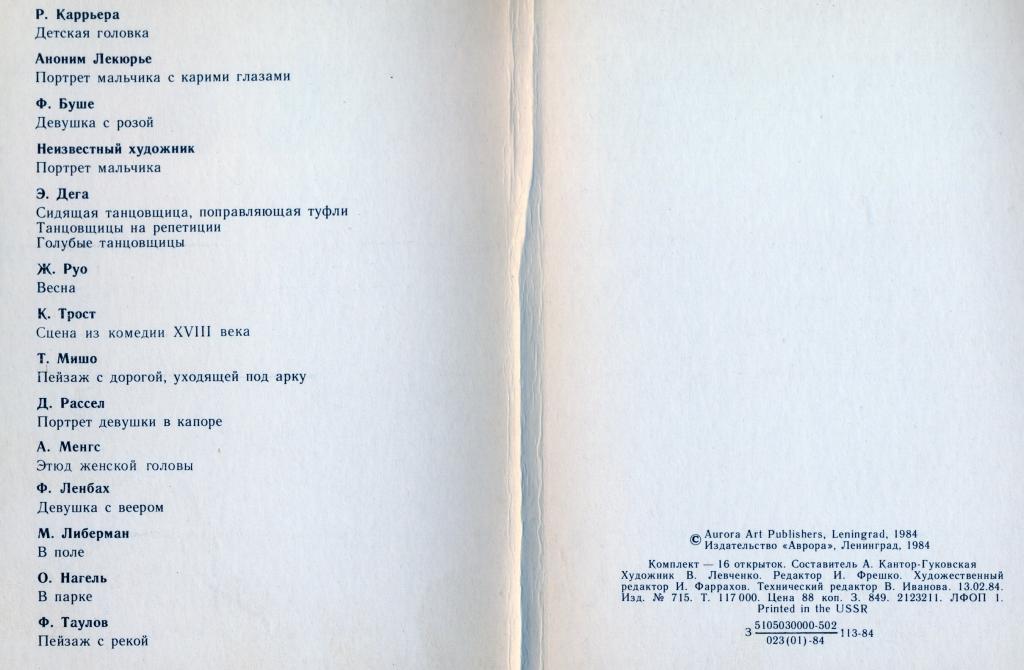 Р. Каррьера
Детская головка
Аноним Лекюрье
Портрет мальчика с карими глазами
Ф. Буше
Девушка с розой
Неизвестный художник
Портрет мальчика
Э. Дега
Сидящая танцовщица, поправляющая туфли
Танцовщицы на репетиции
Голубые танцовщицы
Ж. Руо
Весна
К. Трост
Сцена из комедии XVIII века
Т. Мишо
Пейзаж с дорогой, уходящей под арку
Д. Рассел
Портрет девушки в капоре
А. Менгс
Этюд женской головы
Ф. Ленбах
Девушка с веером
М. Либерман
В поле
О. Нагель
В парке
Ф. Таулов
Пейзаж с рекой
© Aurora Art Publishers, Leningrad, 1984
Издательство «Аврора», Ленинград, 1984
Комплект — 16 открыток. Составитель А. Кантор-Гуковская
Художник В. Левченко. Редактор И. Фрешко. Художественный
редактор И. Фаррахов. Технический редактор В. Иванова. 13.02.84.
Изд. № 715. Т. 117 000. Цена 88 коп. З. 849. 2123211. ЛФОП 1.
Printed in the USSR
З 5105030000-502 113-84
023(01)-84